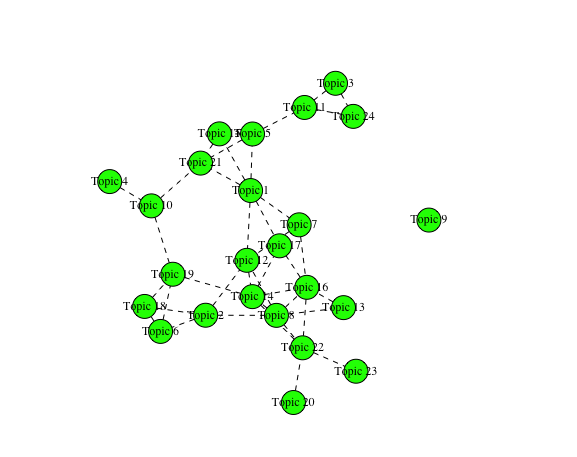 Topic 3
Topic 11
Topic 24
Topic 15
Topic 5
Topic 21
Topic 4
Topic 1
Topic 10
Topic 9
Topic 7
Topic 17
Topic 12
Topic 19
Topic 16
Topic 14
Topic 18
Topic 13
Topic 2
Topic 8
Topic 6
Topic 22
Topic 23
Topic 20